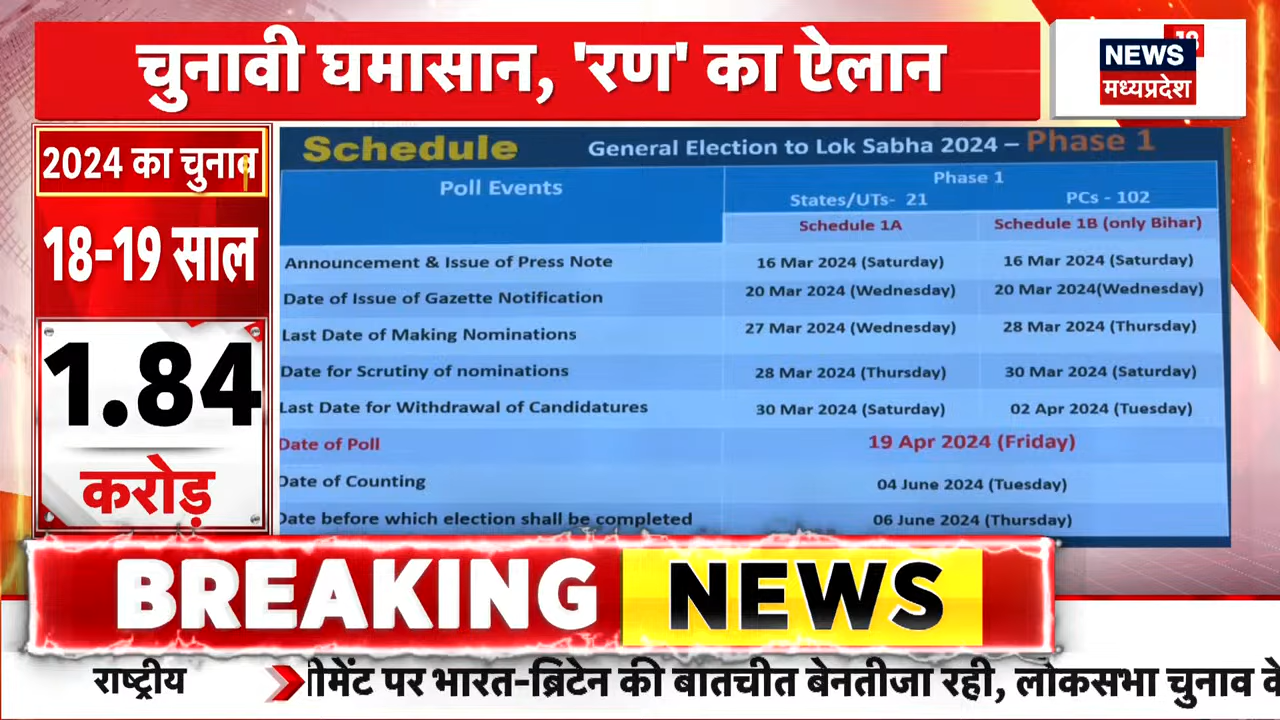 चुनावी घमासान, 'रण' का ऐलान
NEWS 18
मध्यप्रदेश
2024 का चुनाव
18-19 साल
1.84
करोड़
Schedule General Election to Lok Sabha 2024 – Phase 1
Poll Events
Phase 1
States/UTs- 21 PCs - 102
Schedule 1A Schedule 1B (only Bihar)
Announcement & Issue of Press Note 16 Mar 2024 (Saturday) 16 Mar 2024 (Saturday)
Date of Issue of Gazette Notification 20 Mar 2024 (Wednesday) 20 Mar 2024(Wednesday)
Last Date of Making Nominations 27 Mar 2024 (Wednesday) 28 Mar 2024 (Thursday)
Date for Scrutiny of nominations 28 Mar 2024 (Thursday) 30 Mar 2024 (Saturday)
Last Date for Withdrawal of Candidatures 30 Mar 2024 (Saturday) 02 Apr 2024 (Tuesday)
Date of Poll 19 Apr 2024 (Friday)
Date of Counting 04 June 2024 (Tuesday)
Date before which election shall be completed 06 June 2024 (Thursday)
BREAKING NEWS
राष्ट्रीय पर भारत-ब्रिटेन की बातचीत बेनतीजा रही, लोकसभा चुनाव